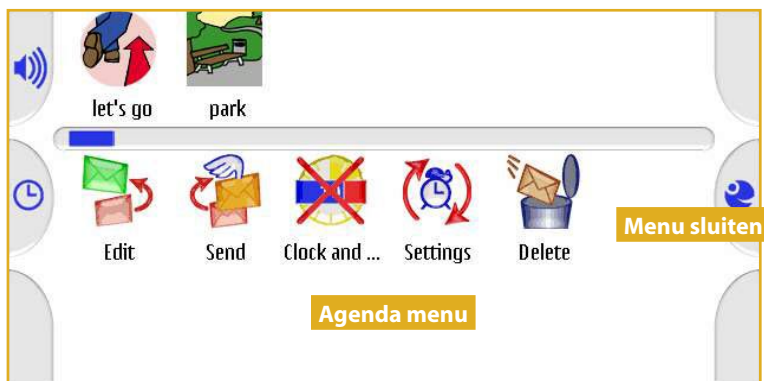 let's go park
Edit Send Clock and ... Settings Delete
Menu sluiten
Agenda menu